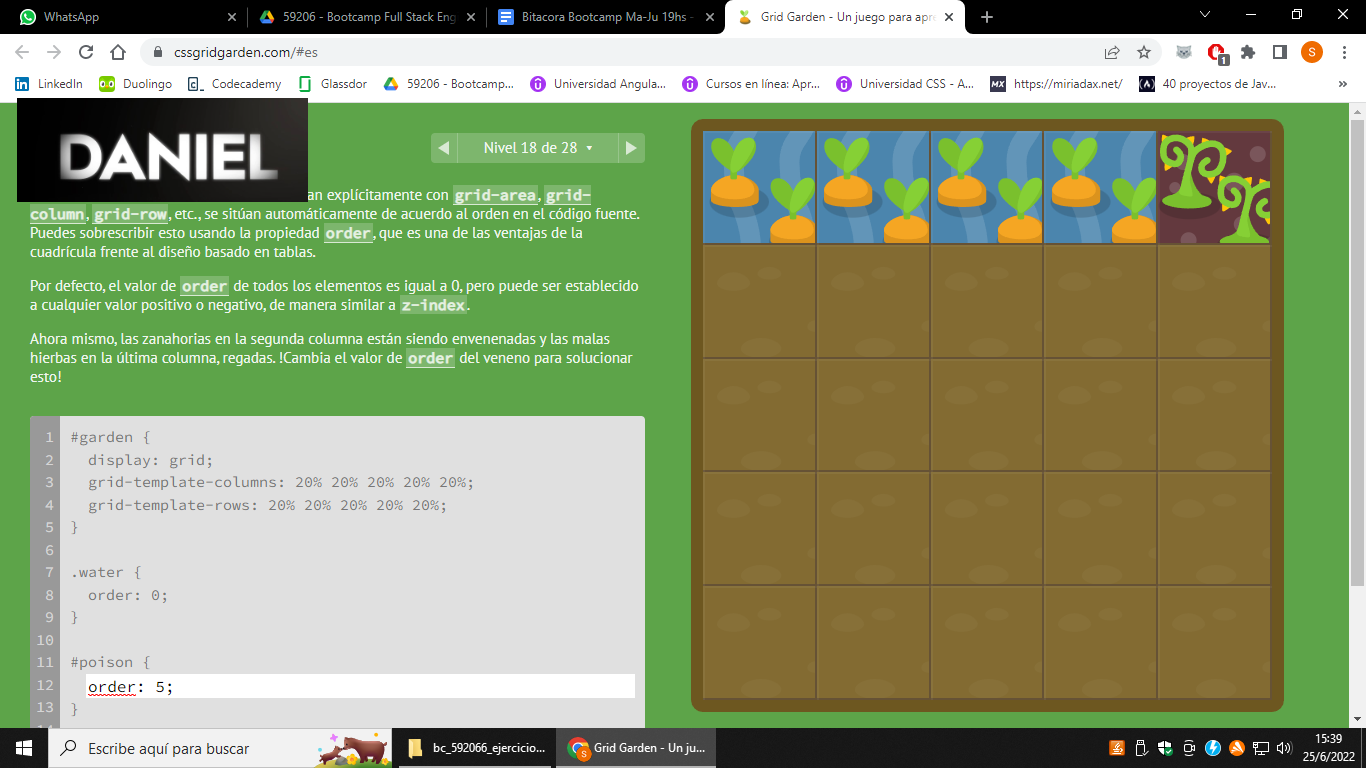 WhatsApp
59206 - Bootcamp Full Stack Eng
Bitacora Bootcamp Ma-Ju 19hs -
Grid Garden - Un juego para apre
cssgridgarden.com/#es
S
1
LinkedIn
Duolingo
Codecademy
Glassdor
59206 - Bootcamp...
Universidad Angula...
Cursos en línea: Apr...
Universidad CSS - A...
MX https://miriadax.net/
40 proyectos de Jav...
»
DANIEL
Nivel 18 de 28
an explícitamente con grid-area, grid-
column, grid-row, etc., se sitúan automáticamente de acuerdo al orden en el código fuente.
Puedes sobrescribir esto usando la propiedad order, que es una de las ventajas de la
cuadrícula frente al diseño basado en tablas.
Por defecto, el valor de order de todos los elementos es igual a 0, pero puede ser establecido
a cualquier valor positivo o negativo, de manera similar a z-index.
Ahora mismo, las zanahorias en la segunda columna están siendo envenenadas y las malas
hierbas en la última columna, regadas. !Cambia el valor de order del veneno para solucionar
esto!
1 #garden {
2 display: grid;
3 grid-template-columns: 20% 20% 20% 20% 20%;
4 grid-template-rows: 20% 20% 20% 20% 20%;
5 }
6
7 .water {
8 order: 0;
9 }
10
11 #poison {
12 order: 5;
13 }
Escribe aquí para buscar
bc_592066_ejercicio...
S
Grid Garden - Un ju...
15:39
25/6/2022